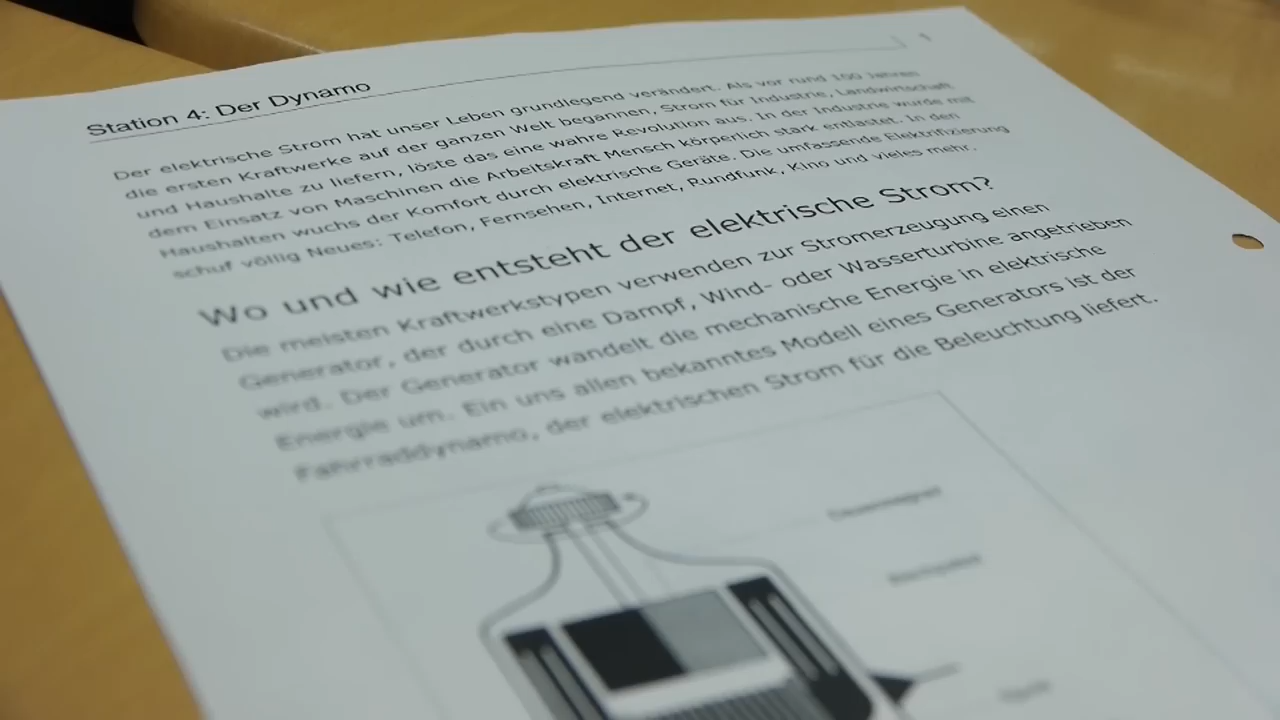 Station 4: Der Dynamo
Der elektrische Strom hat unser Leben grundlegend verändert. Als vor rund 100 Jahren
die ersten Kraftwerke auf der ganzen Welt begannen, Strom für Industrie, Landwirtschaft
und Haushalte zu liefern, löste das eine wahre Revolution aus. In der Industrie wurde mit
dem Einsatz von Maschinen die Arbeitskraft Mensch körperlich stark entlastet. In den
Haushalten wuchs der Komfort durch elektrische Geräte. Die umfassende Elektrifizierung
schuf völlig Neues: Telefon, Fernsehen, Internet, Rundfunk, Kino und vieles mehr.
Wo und wie entsteht der elektrische Strom?
Die meisten Kraftwerkstypen verwenden zur Stromerzeugung einen
Generator, der durch eine Dampf, Wind- oder Wasserturbine angetrieben
wird. Der Generator wandelt die mechanische Energie in elektrische
Energie um. Ein uns allen bekanntes Modell eines Generators ist der
Fahrraddynamo, der elektrischen Strom für die Beleuchtung liefert.
Dauermagnet